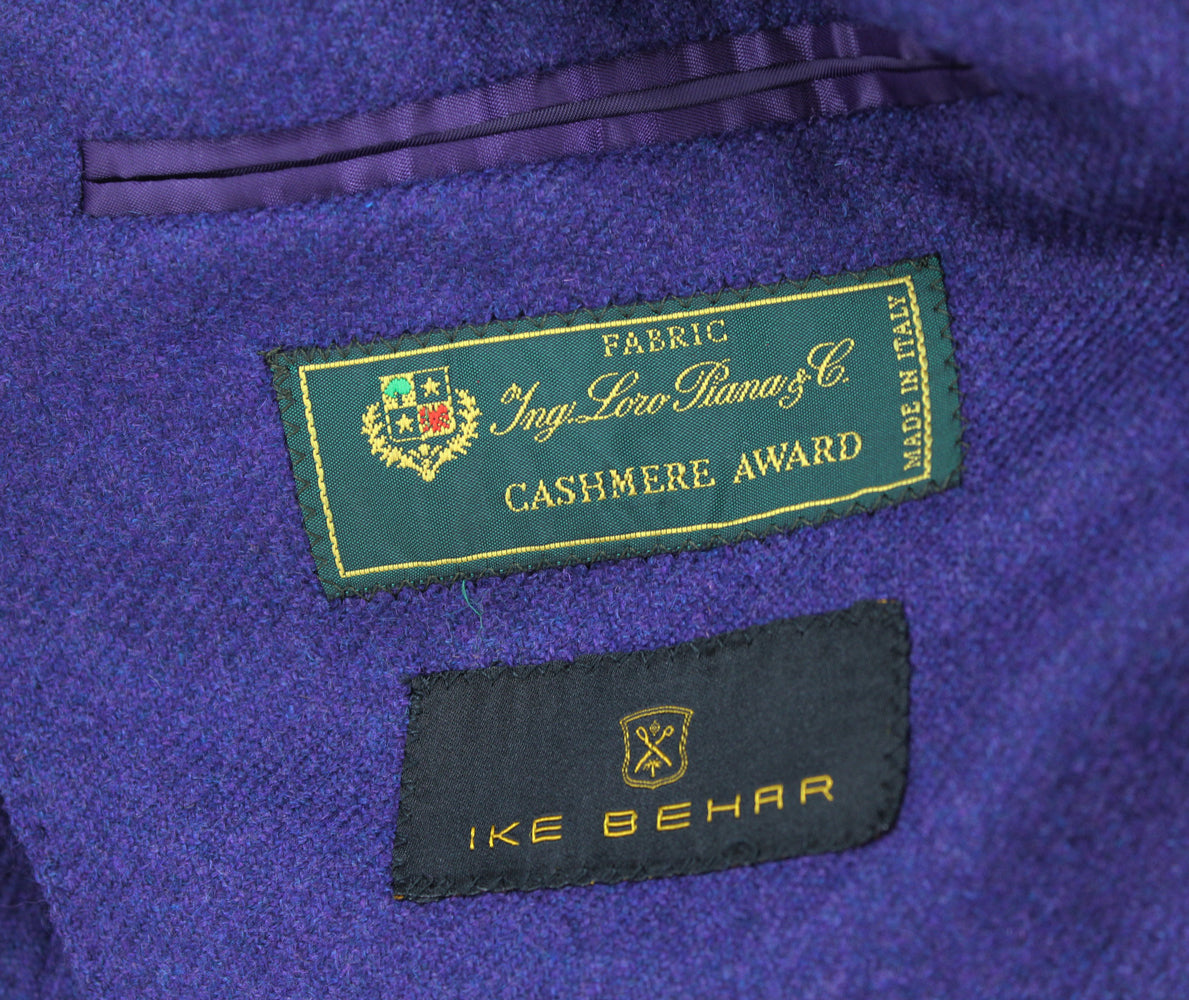 FABRIC
Ing. Loro Piana & C.
CASHMERE AWARD
MADE IN ITALY
IKE BEHAR